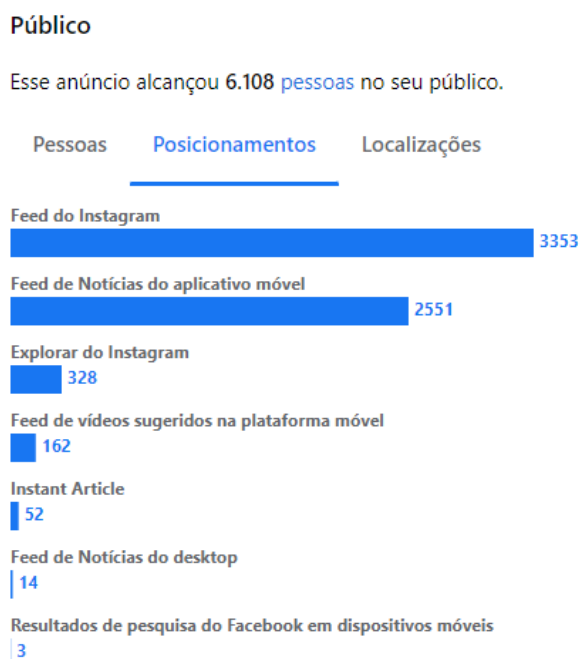 Público
Esse anúncio alcançou 6.108 pessoas no seu público.
Pessoas Posicionamentos Localizações
Feed do Instagram
3353
Feed de Notícias do aplicativo móvel
2551
Explorar do Instagram
328
Feed de vídeos sugeridos na plataforma móvel
162
Instant Article
52
Feed de Notícias do desktop
14
Resultados de pesquisa do Facebook em dispositivos móveis
3